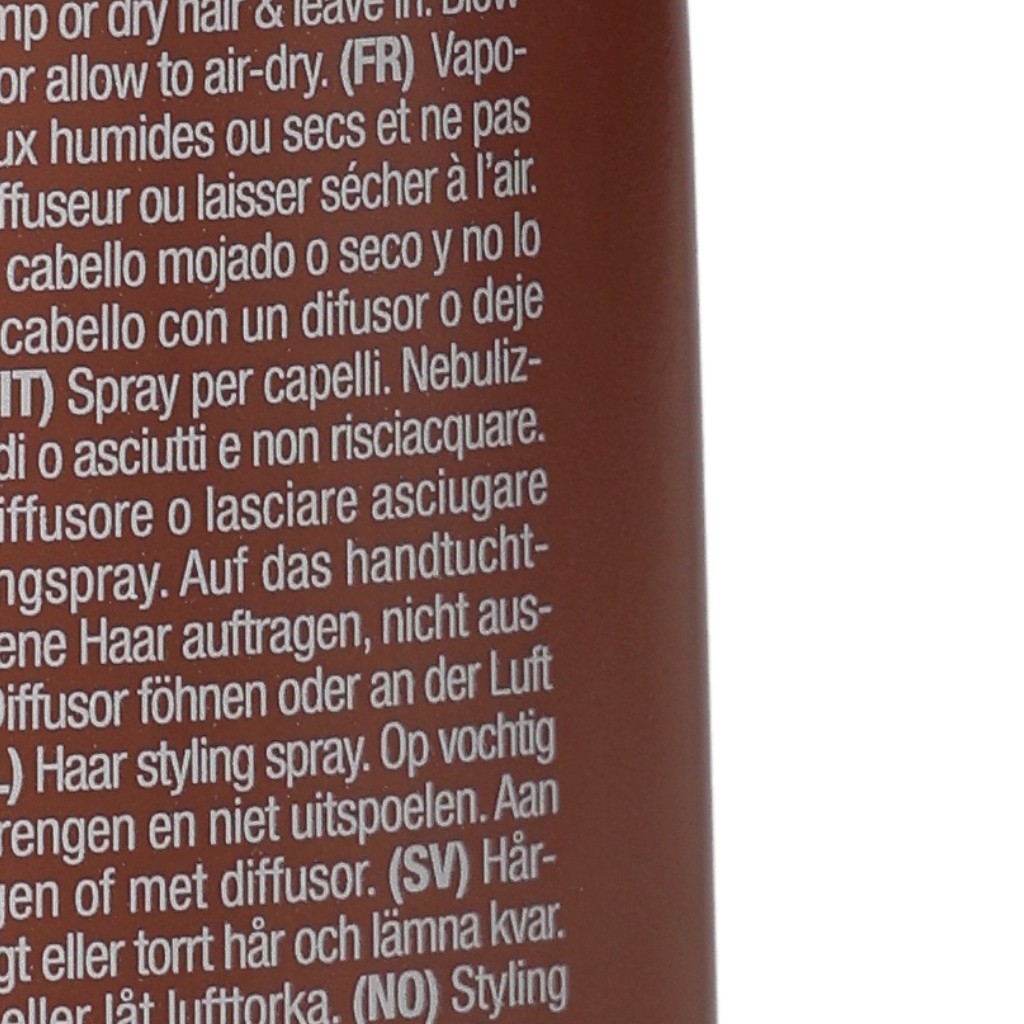 mp or dry hair & leave in. Blow
or allow to air-dry. (FR) Vapo-
ux humides ou secs et ne pas
ffuseur ou laisser sécher à l'air.
cabello mojado o seco y no lo
cabello con un difusor o deje
IT) Spray per capelli. Nebuliz-
di o asciutti e non risciacquare.
iffusore o lasciare asciugare
ngspray. Auf das handtucht-
ene Haar auftragen, nicht aus-
Diffusor föhnen oder an der Luft
L) Haar styling spray. Op vochtig
rengen en niet uitspoelen. Aan
gen of met diffusor. (SV) Hår-
gt eller torrt hår och lämna kvar.
eller låt lufttorka. (NO) Styling